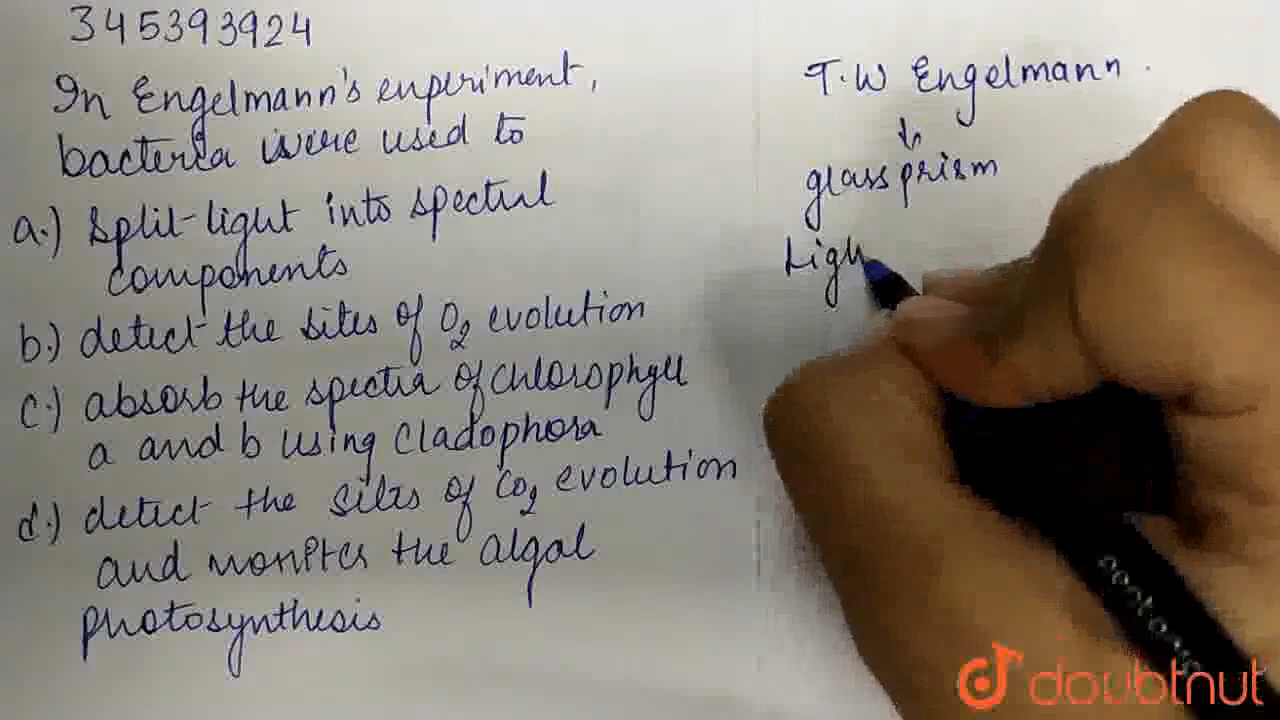 345393924
In Engelmann's enperiment,
bacteria were used to
a.) split-light into spectral
components
b.) detect the sites of O2 evolution
c.) absorb the spectra of chlorophyll
a and b using Cladophora
d.) detect the sites of CO2 evolution
and monitor the algal
photosynthesis
T.W Engelmann.
glass prism
Ligh
doubtnut